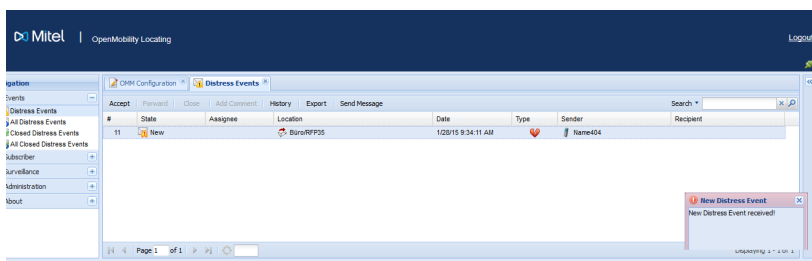 Mitel | OpenMobility Locating
Logout
igation
OMM Configuration
Distress Events
Events
Distress Events
All Distress Events
Closed Distress Events
All Closed Distress Events
Subscriber
Surveillance
Administration
About
Accept Forward Close Add Comment History Export Send Message Search
# State Assignee Location Date Type Sender Recipient
11 New Büro/RFP35 1/28/15 9:34:11 AM Name404
New Distress Event
New Distress Event received!
Page 1 of 1
Displaying 1 - 1 of 1